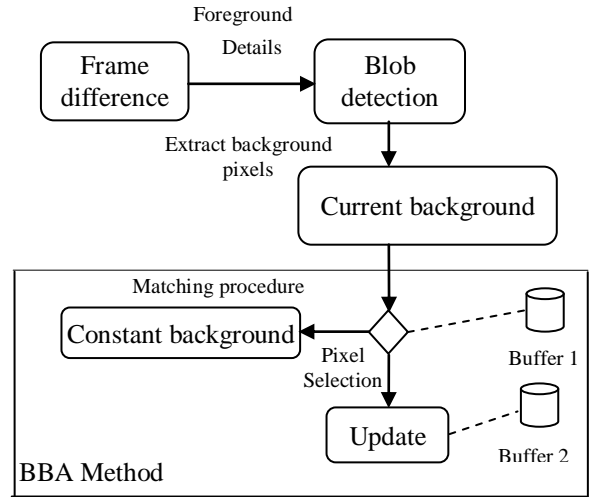 Foreground
Details
Frame
difference
Blob
detection
Extract background
pixels
Current background
Matching procedure
Constant background
Pixel
Selection
Buffer 1
Update
Buffer 2
BBA Method